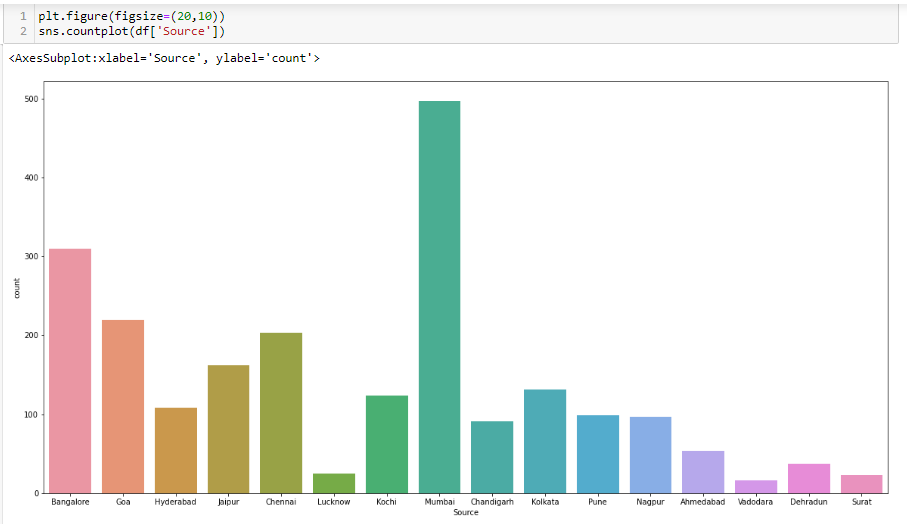 1 plt.figure(figsize=(20,10))
2 sns.countplot(df['Source'])
<AxesSubplot:xlabel='Source', ylabel='count'>
500
400
300
200
100
0
count
Bangalore Goa Hyderabad Jaipur Chennai Lucknow Kochi Mumbai Chandigarh Kolkata Pune Nagpur Ahmedabad Vadodara Dehradun Surat
Source